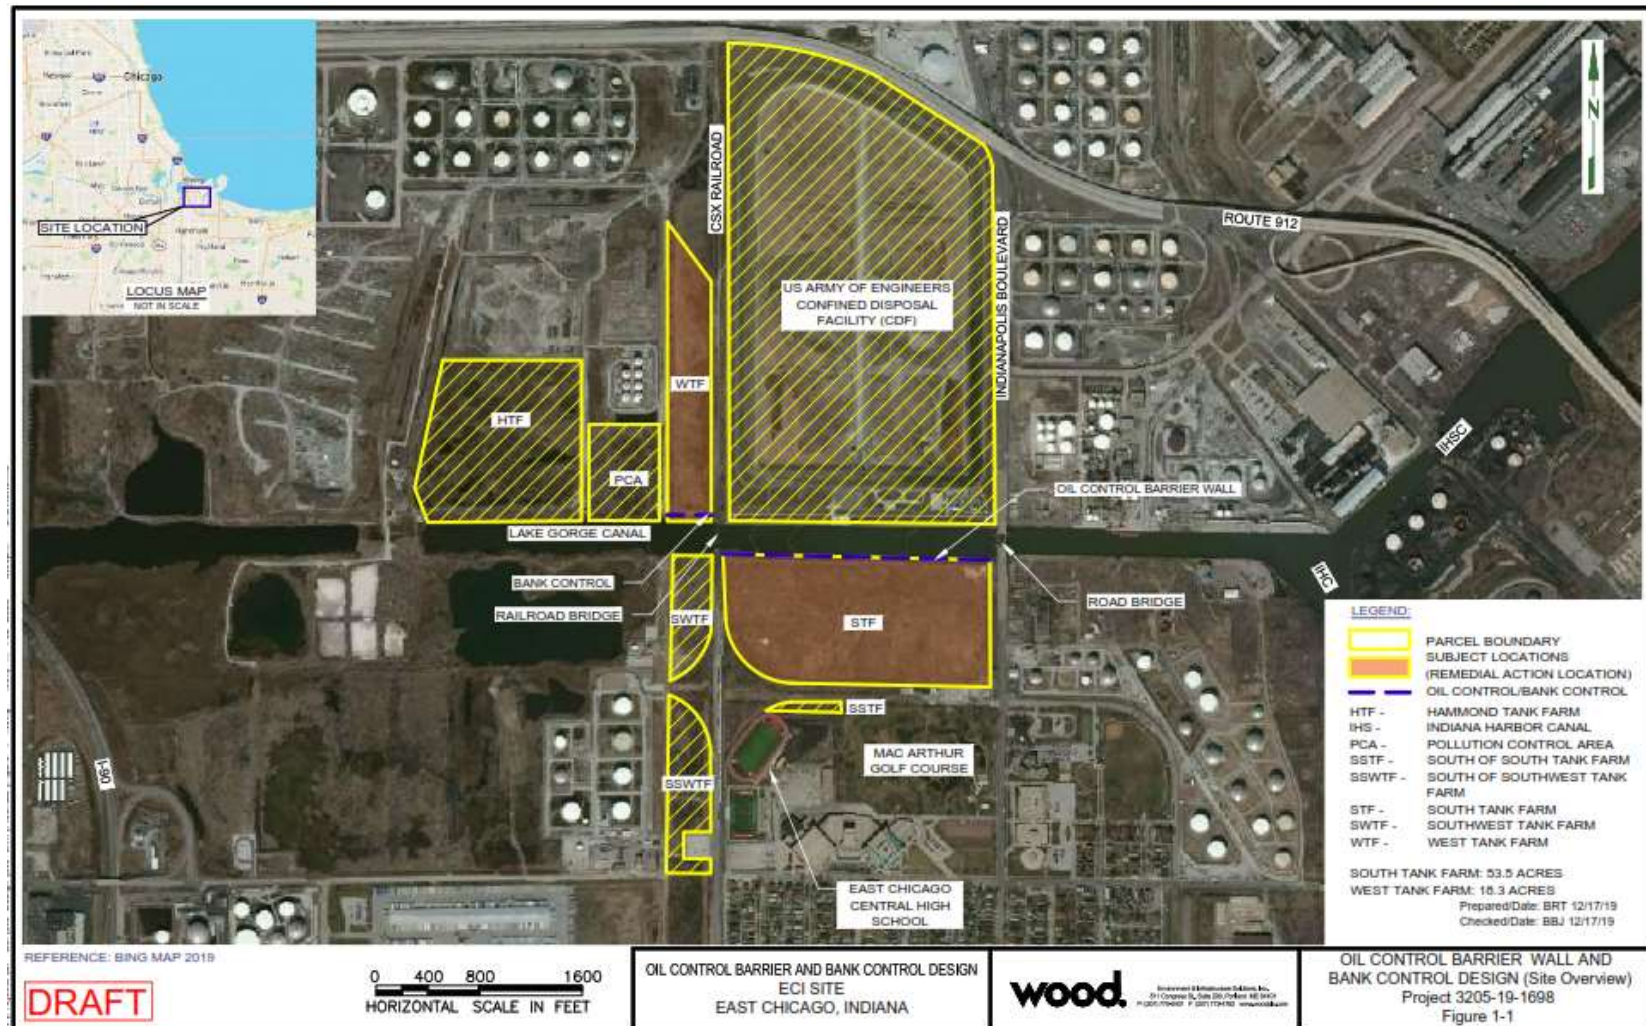 Chicago
SITE LOCATION
LOCUS MAP
NOT IN SCALE
N
CSX RAILROAD
INDIANAPOLIS BOULEVARD
ROUTE 912
US ARMY OF ENGINEERS
CONFINED DISPOSAL
FACILITY (CDF)
WTF
HTF
PCA
OIL CONTROL BARRIER WALL
IHSC
LAKE GORGE CANAL
BANK CONTROL
RAILROAD BRIDGE
SWTF
STF
ROAD BRIDGE
IHC
SSTF
MAC ARTHUR
GOLF COURSE
SSWTF
I-90
EAST CHICAGO
CENTRAL HIGH
SCHOOL
LEGEND:
PARCEL BOUNDARY
SUBJECT LOCATIONS
(REMEDIAL ACTION LOCATION)
OIL CONTROL/BANK CONTROL
HTF - HAMMOND TANK FARM
IHS - INDIANA HARBOR CANAL
PCA - POLLUTION CONTROL AREA
SSTF - SOUTH OF SOUTH TANK FARM
SSWTF - SOUTH OF SOUTHWEST TANK
FARM
STF - SOUTH TANK FARM
SWTF - SOUTHWEST TANK FARM
WTF - WEST TANK FARM
SOUTH TANK FARM: 53.5 ACRES
WEST TANK FARM: 16.3 ACRES
Prepared/Date: BRT 12/17/19
Checked/Date: BBJ 12/17/19
REFERENCE: BING MAP 2019
DRAFT
0 400 800 1600
HORIZONTAL SCALE IN FEET
OIL CONTROL BARRIER AND BANK CONTROL DESIGN
ECI SITE
EAST CHICAGO, INDIANA
wood.
OIL CONTROL BARRIER WALL AND
BANK CONTROL DESIGN (Site Overview)
Project 3205-19-1698
Figure 1-1